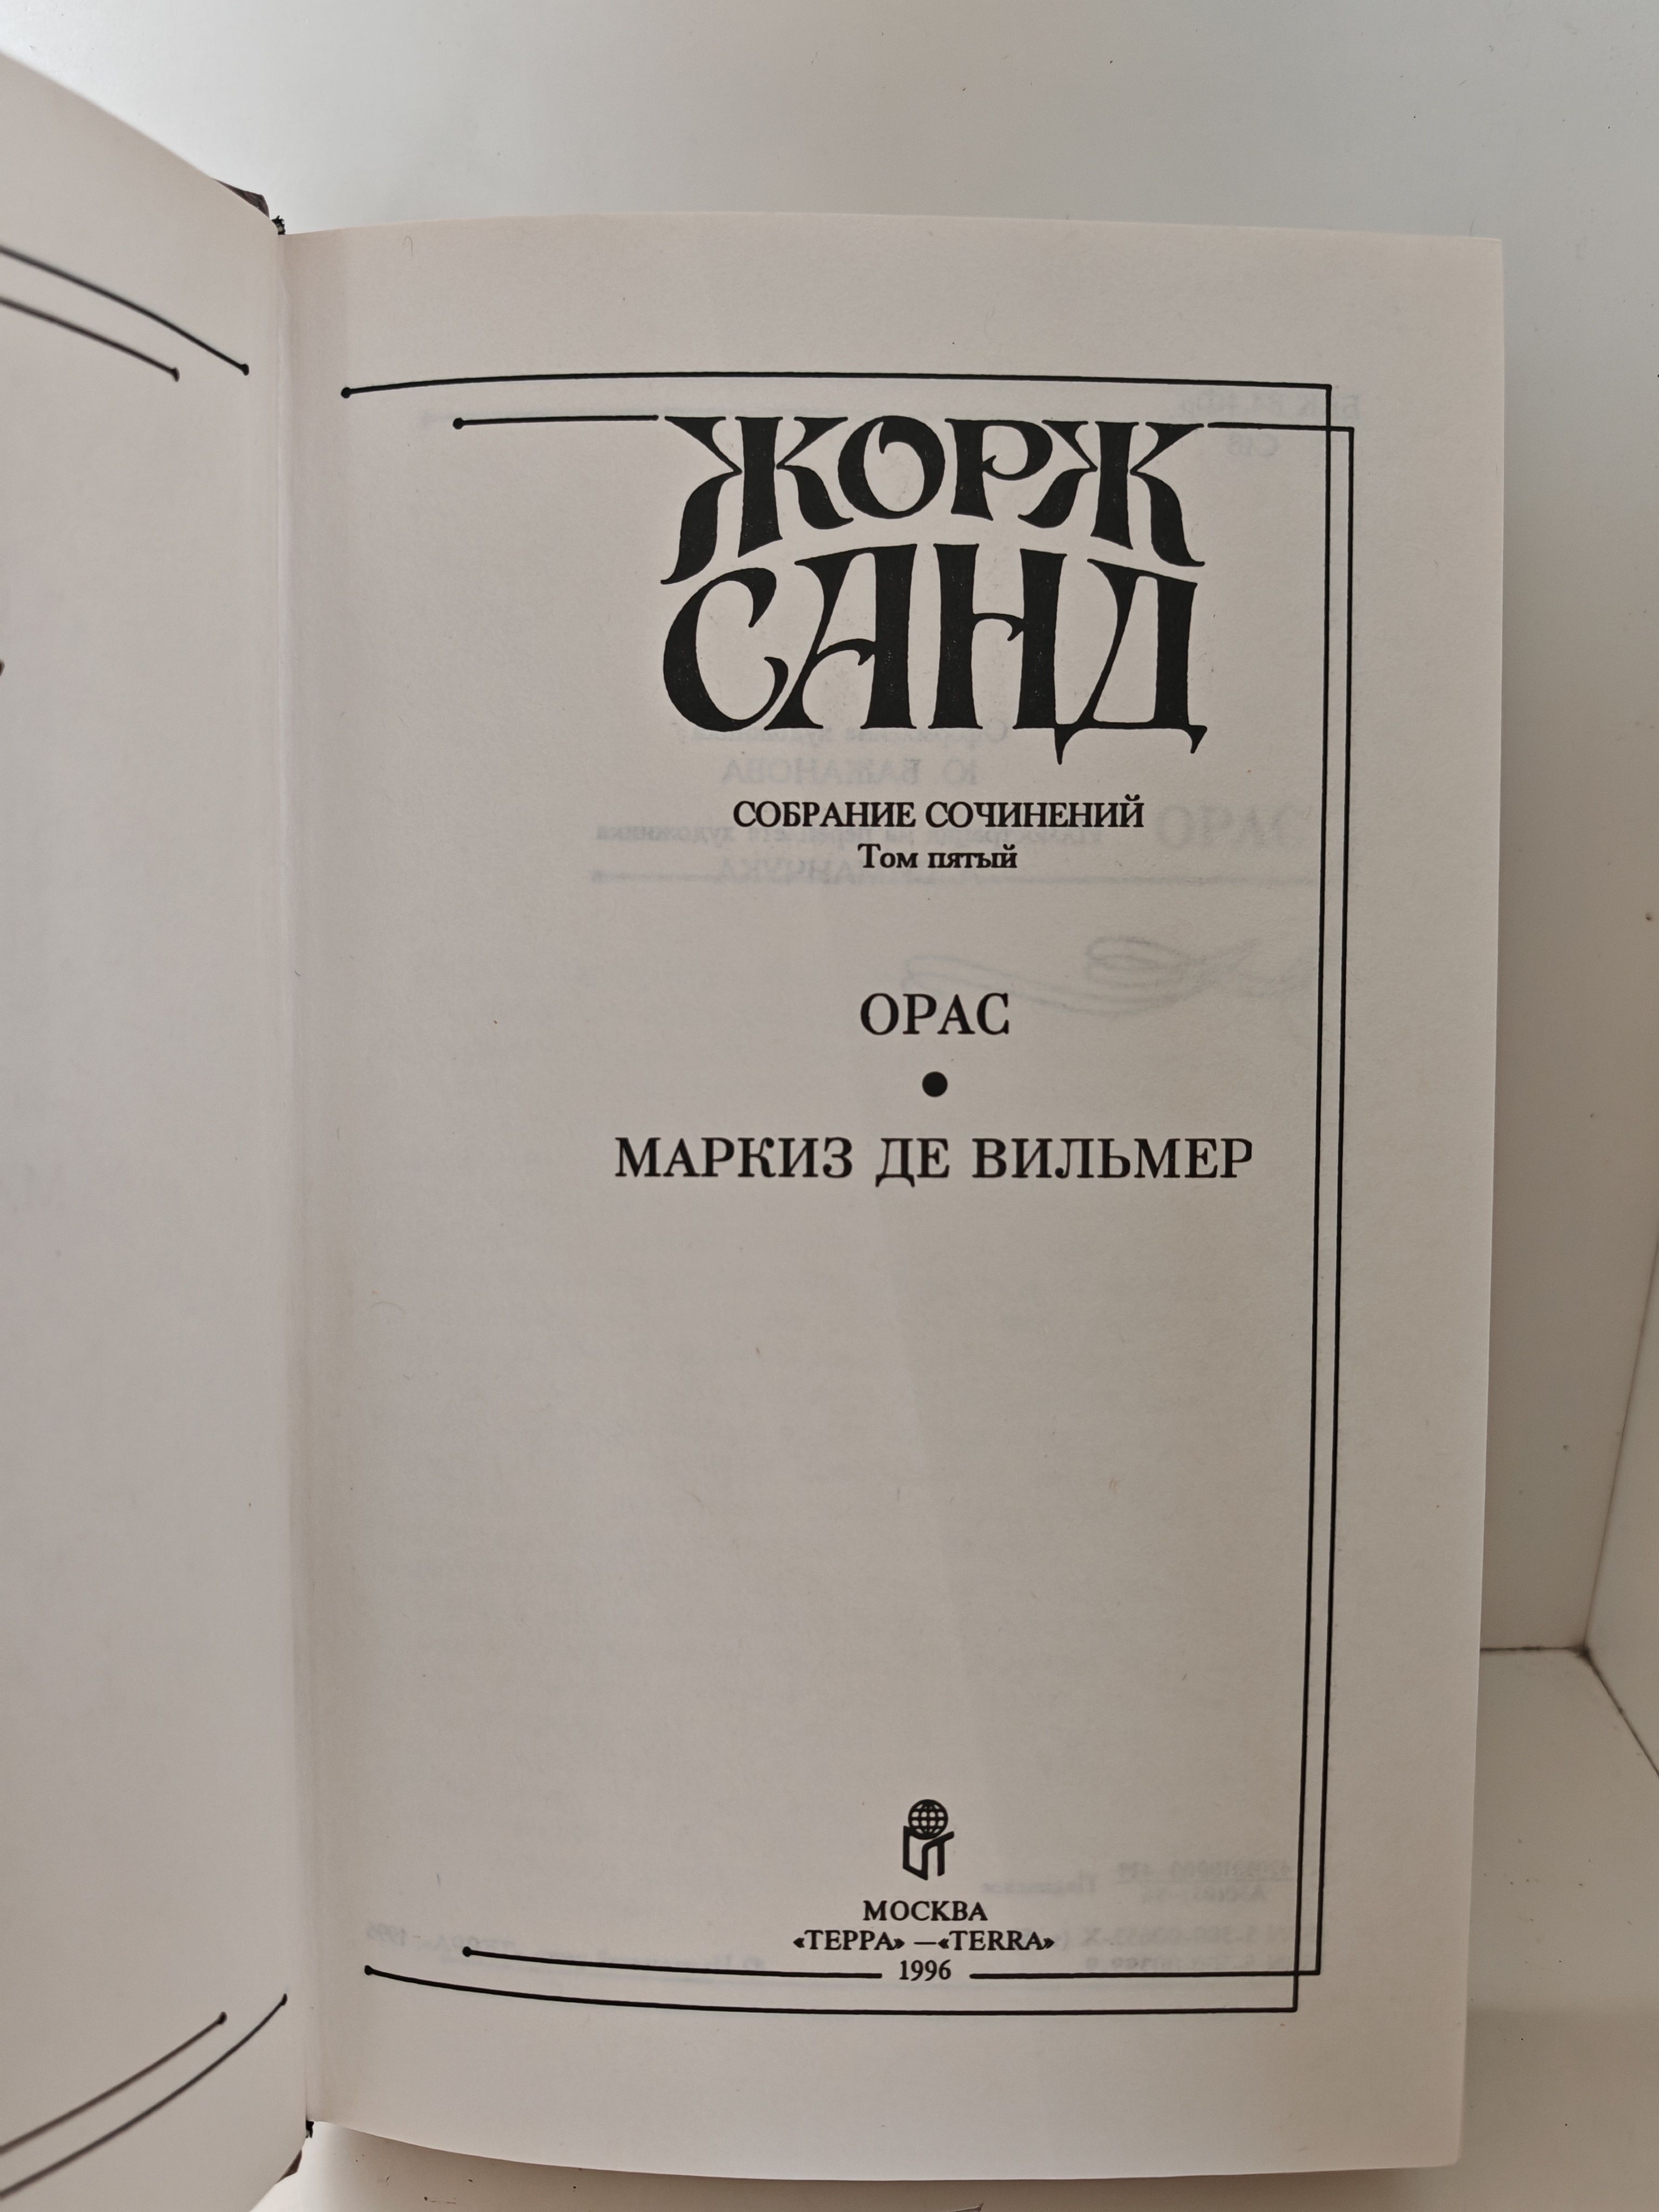 ЖОРЖ
САНД
СОБРАНИЕ СОЧИНЕНИЙ
Том пятый
ОРАС
●
МАРКИЗ ДЕ ВИЛЬМЕР
МОСКВА
«ТЕРРА» —«TERRA»
1996